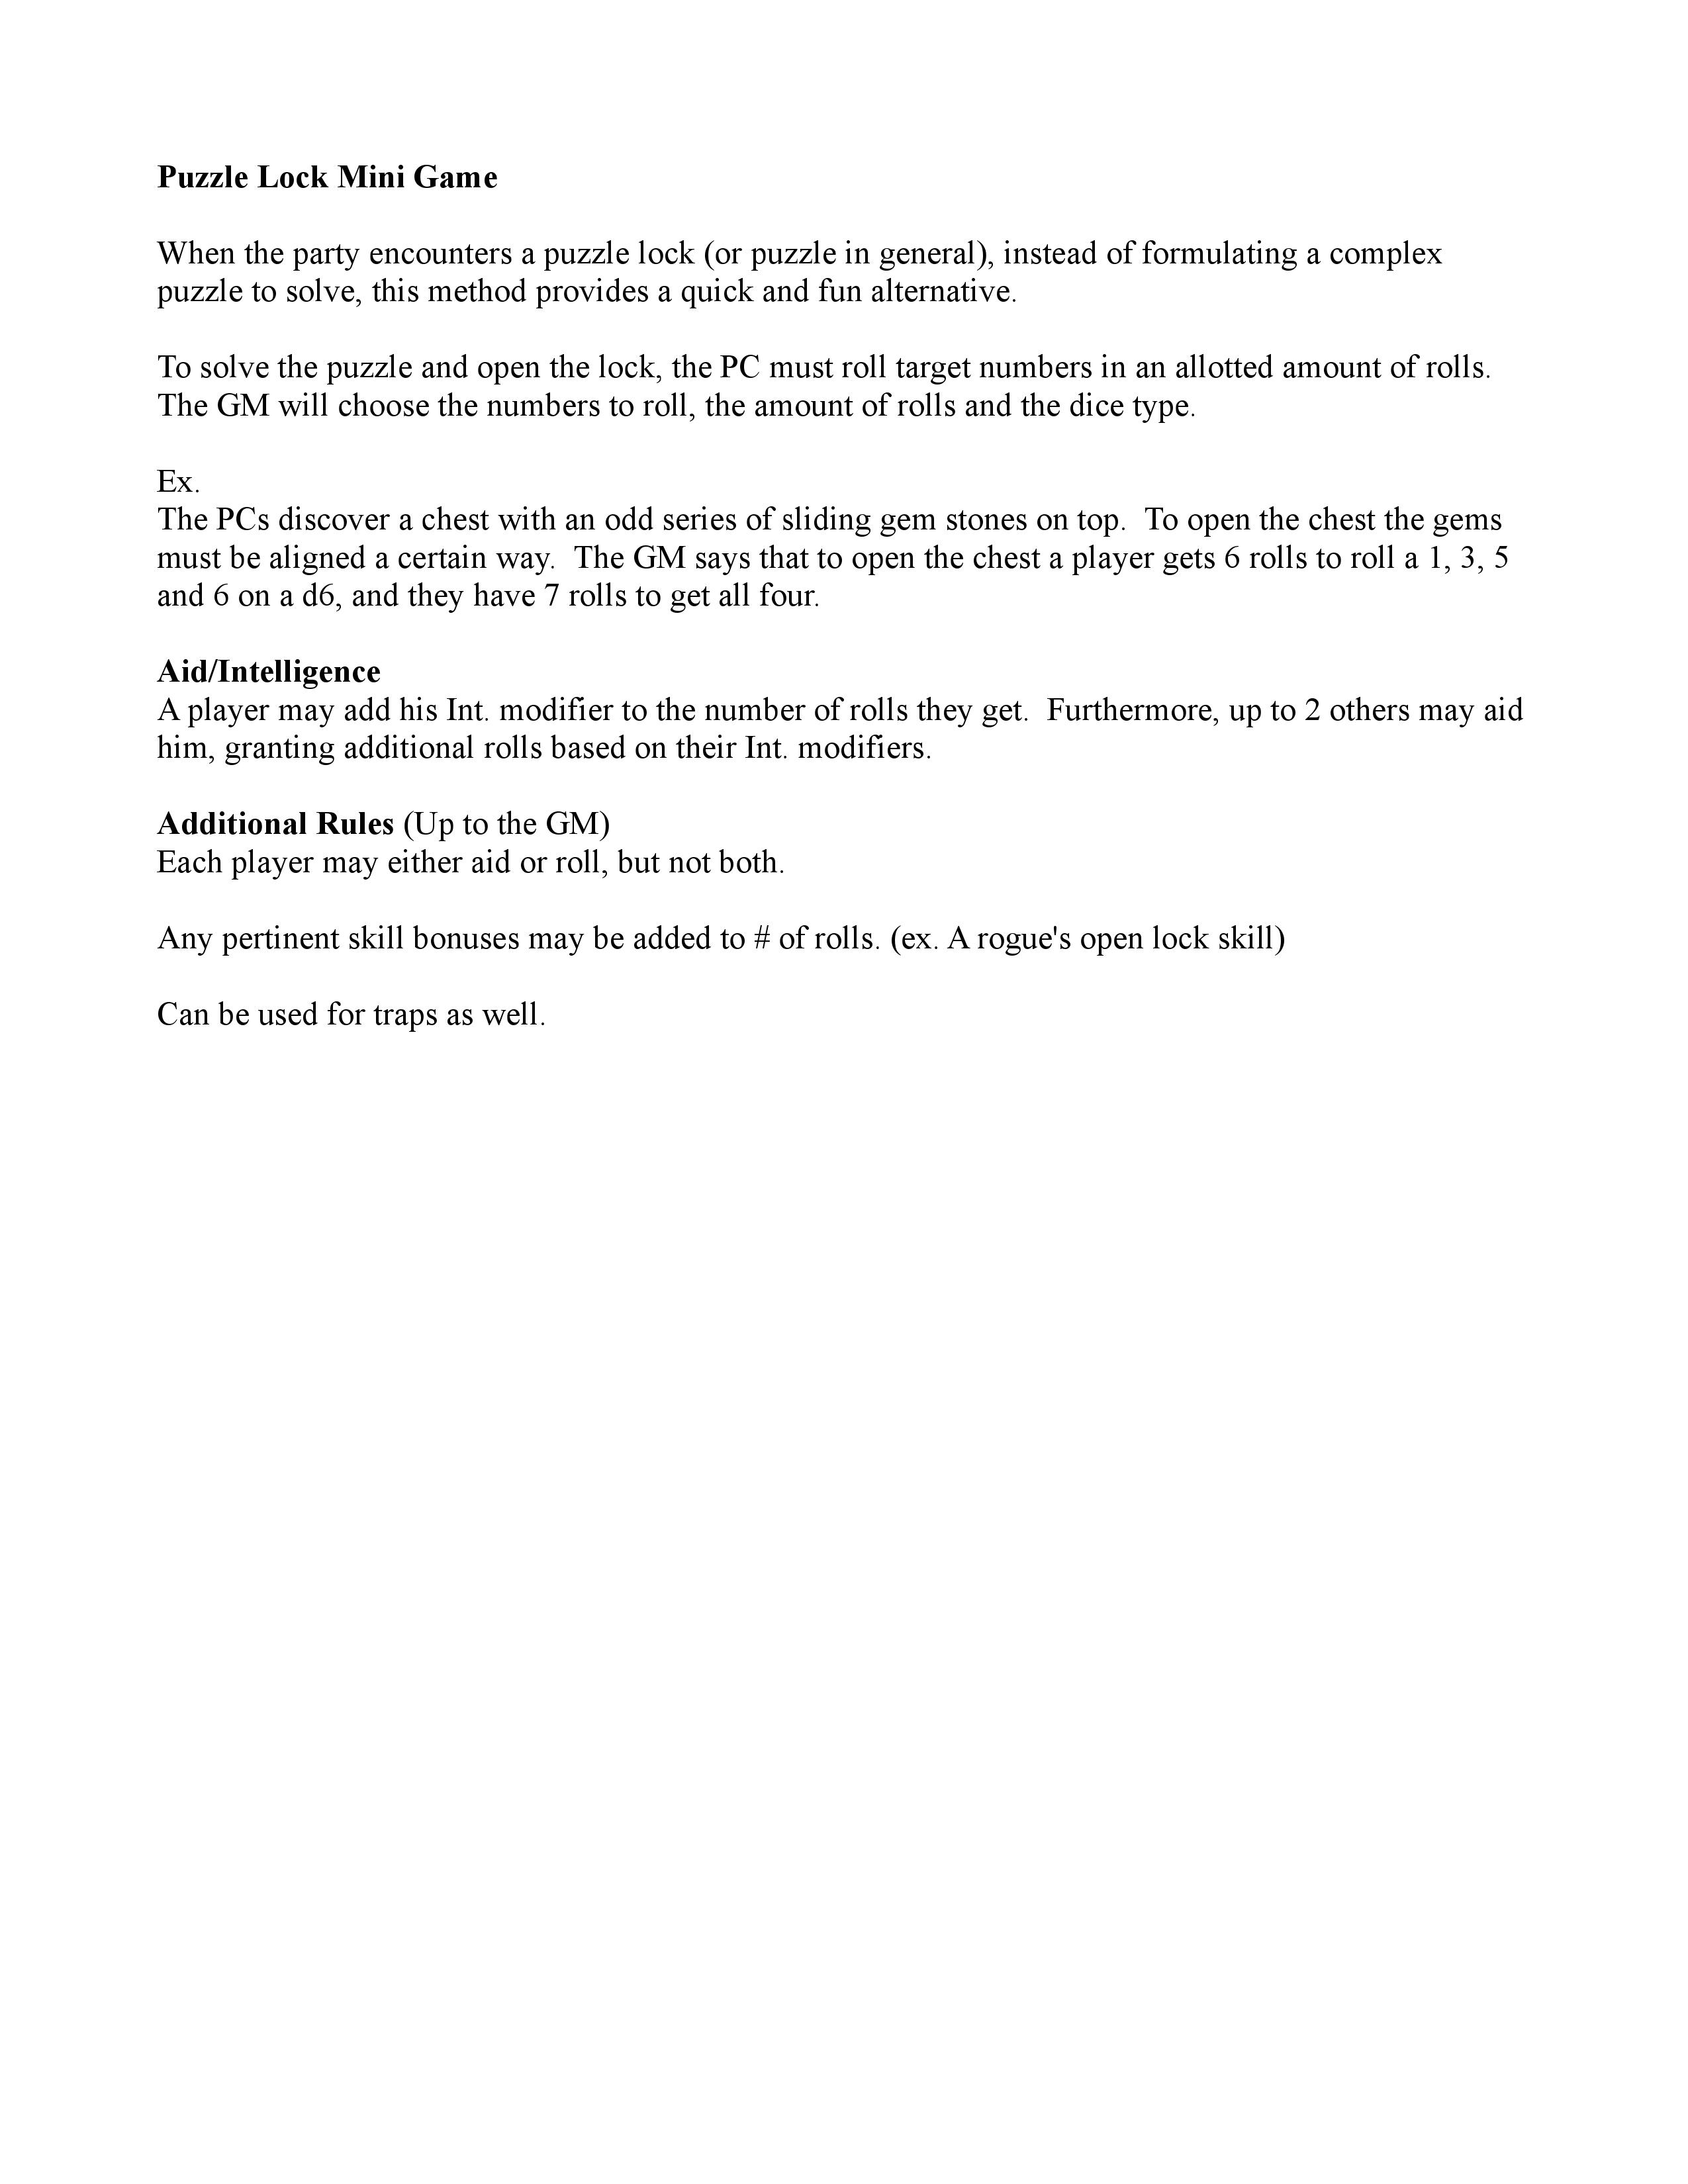 Puzzle Lock Mini Game
When the party encounters a puzzle lock (or puzzle in general), instead of formulating a complex
puzzle to solve, this method provides a quick and fun alternative.
To solve the puzzle and open the lock, the PC must roll target numbers in an allotted amount of rolls.
The GM will choose the numbers to roll, the amount of rolls and the dice type.
Ex.
The PCs discover a chest with an odd series of sliding gem stones on top.  To open the chest the gems
must be aligned a certain way.  The GM says that to open the chest a player gets 6 rolls to roll a 1, 3, 5
and 6 on a d6, and they have 7 rolls to get all four.
Aid/Intelligence
A player may add his Int. modifier to the number of rolls they get.  Furthermore, up to 2 others may aid
him, granting additional rolls based on their Int. modifiers.
Additional Rules (Up to the GM)
Each player may either aid or roll, but not both.
Any pertinent skill bonuses may be added to # of rolls. (ex. A rogue's open lock skill)
Can be used for traps as well.